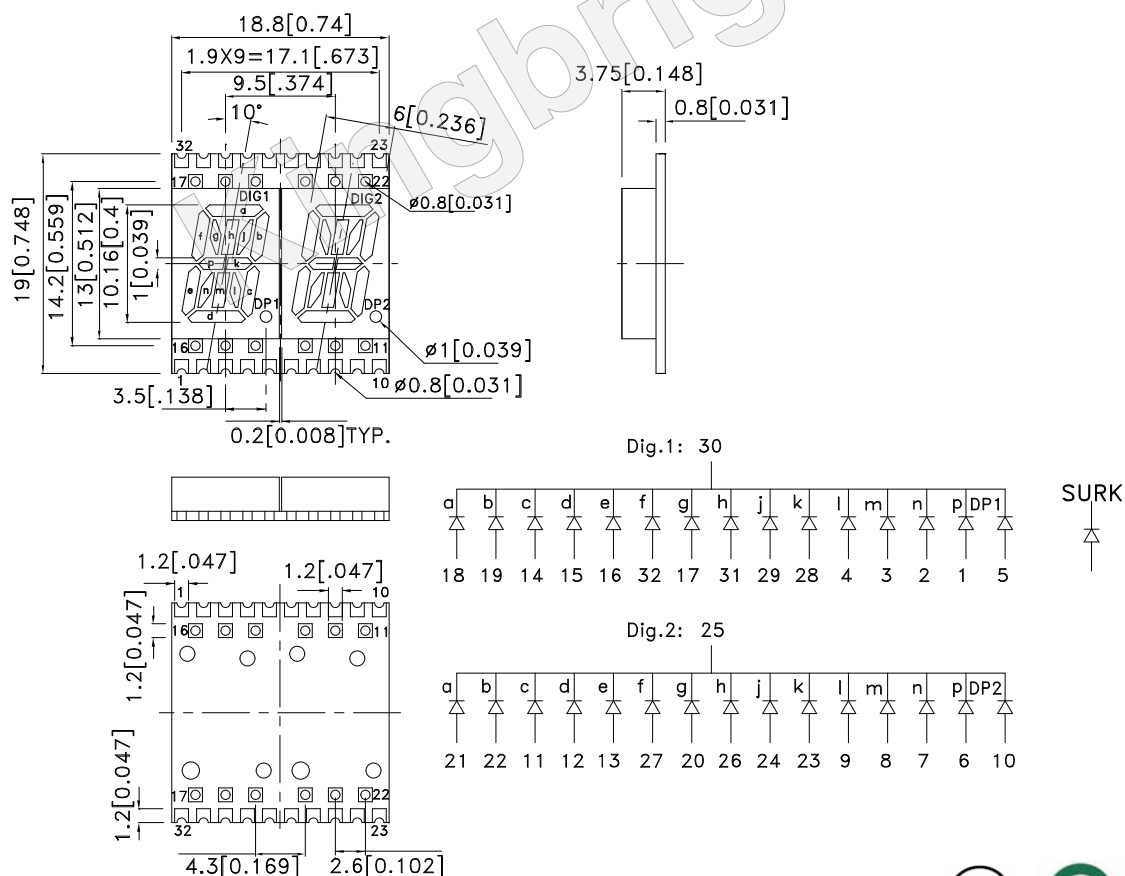 Kingbrig
18.8[0.74]
1.9X9=17.1[.673]
9.5[.374]
10°
6[0.236]
3.75[0.148]
0.8[0.031]
32 23
17 22
DIG1 DIG2
ø0.8[0.031]
a
f g h j b
p k
e n m l c
d
DP1 DP2
19[0.748]
14.2[0.559]
13[0.512]
10.16[0.4]
1[0.039]
16 11
1 10
ø1[0.039]
ø0.8[0.031]
3.5[.138]
0.2[0.008]TYP.
Dig.1: 30
a b c d e f g h j k l m n p DP1
18 19 14 15 16 32 17 31 29 28 4 3 2 1 5
SURK
Dig.2: 25
a b c d e f g h j k l m n p DP2
21 22 11 12 13 27 20 26 24 23 9 8 7 6 10
1.2[.047]
1.2[.047]
1 10
16 11
1.2[0.047]
1.2[0.047]
17 22
32 23
4.3[0.169]
2.6[0.102]